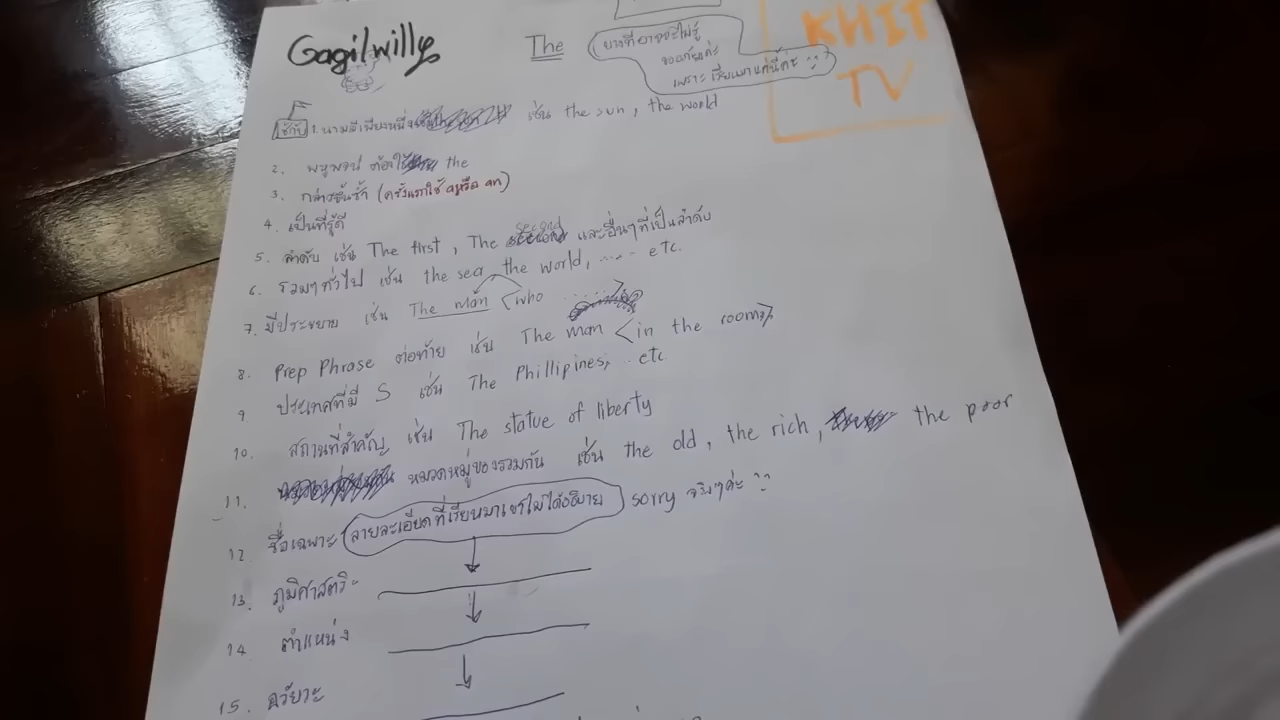 Gagilwilly
The
บางทีอาจจะไม่รู้
ขออภัยค่ะ
เพราะเรียนมาแค่นี้ค่ะ
KHIT
TV
ใช้กับ 1. นามมีเพียงหนึ่ง เช่น the sun, the world
2. พหูพจน์ ต้องใช้ the
3. กล่าวขึ้นซ้ำ (ครั้งแรกใช้ a หรือ an)
4. เป็นที่รู้ดี
5. ลำดับ เช่น The first, The second และอื่นๆที่เป็นลำดับ
6. รวมๆทั่วไป เช่น the sea the world, .... etc.
7. มีประขยาย เช่น The man <who ......>
8. Prep Phrase ต่อท้าย เช่น The man <in the room>
9 ประเทศที่มี S เช่น The Phillipines, .. etc.
10. สถานที่สำคัญ เช่น The statue of liberty
11. หมวดหมู่ของรวมกัน เช่น the old, the rich, the poor
12. ชื่อเฉพาะ ลายละเอียดที่เรียนมาเขาไม่ได้อธิบาย sorry จริงๆค่ะ
13. ภูมิศาสตร์
14. ตำแหน่ง
15. อวัยวะ